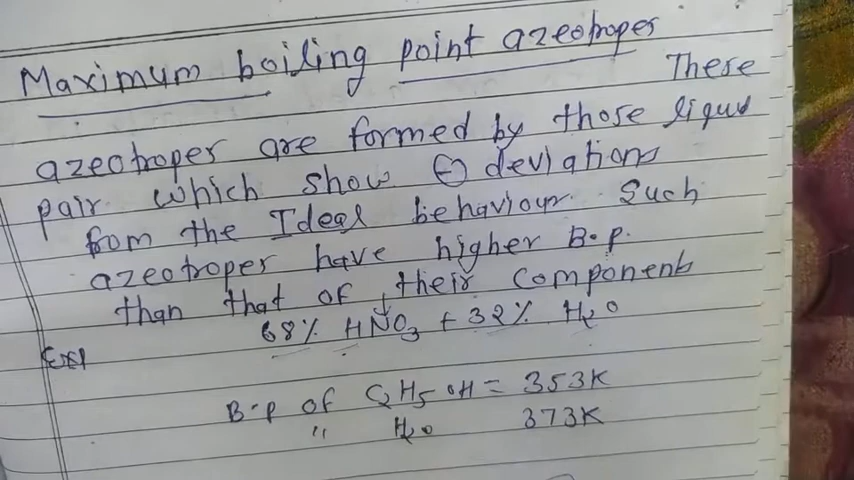 Maximum boiling point azeotropes
These
azeotropes are formed by those liquid
pair which show (-) deviations
from the Ideal behaviour. Such
azeotropes have higher B.p.
than that of their components
68% HNO3 + 32% H2O
B.p of C2H5OH = 353K
" H2O 373K